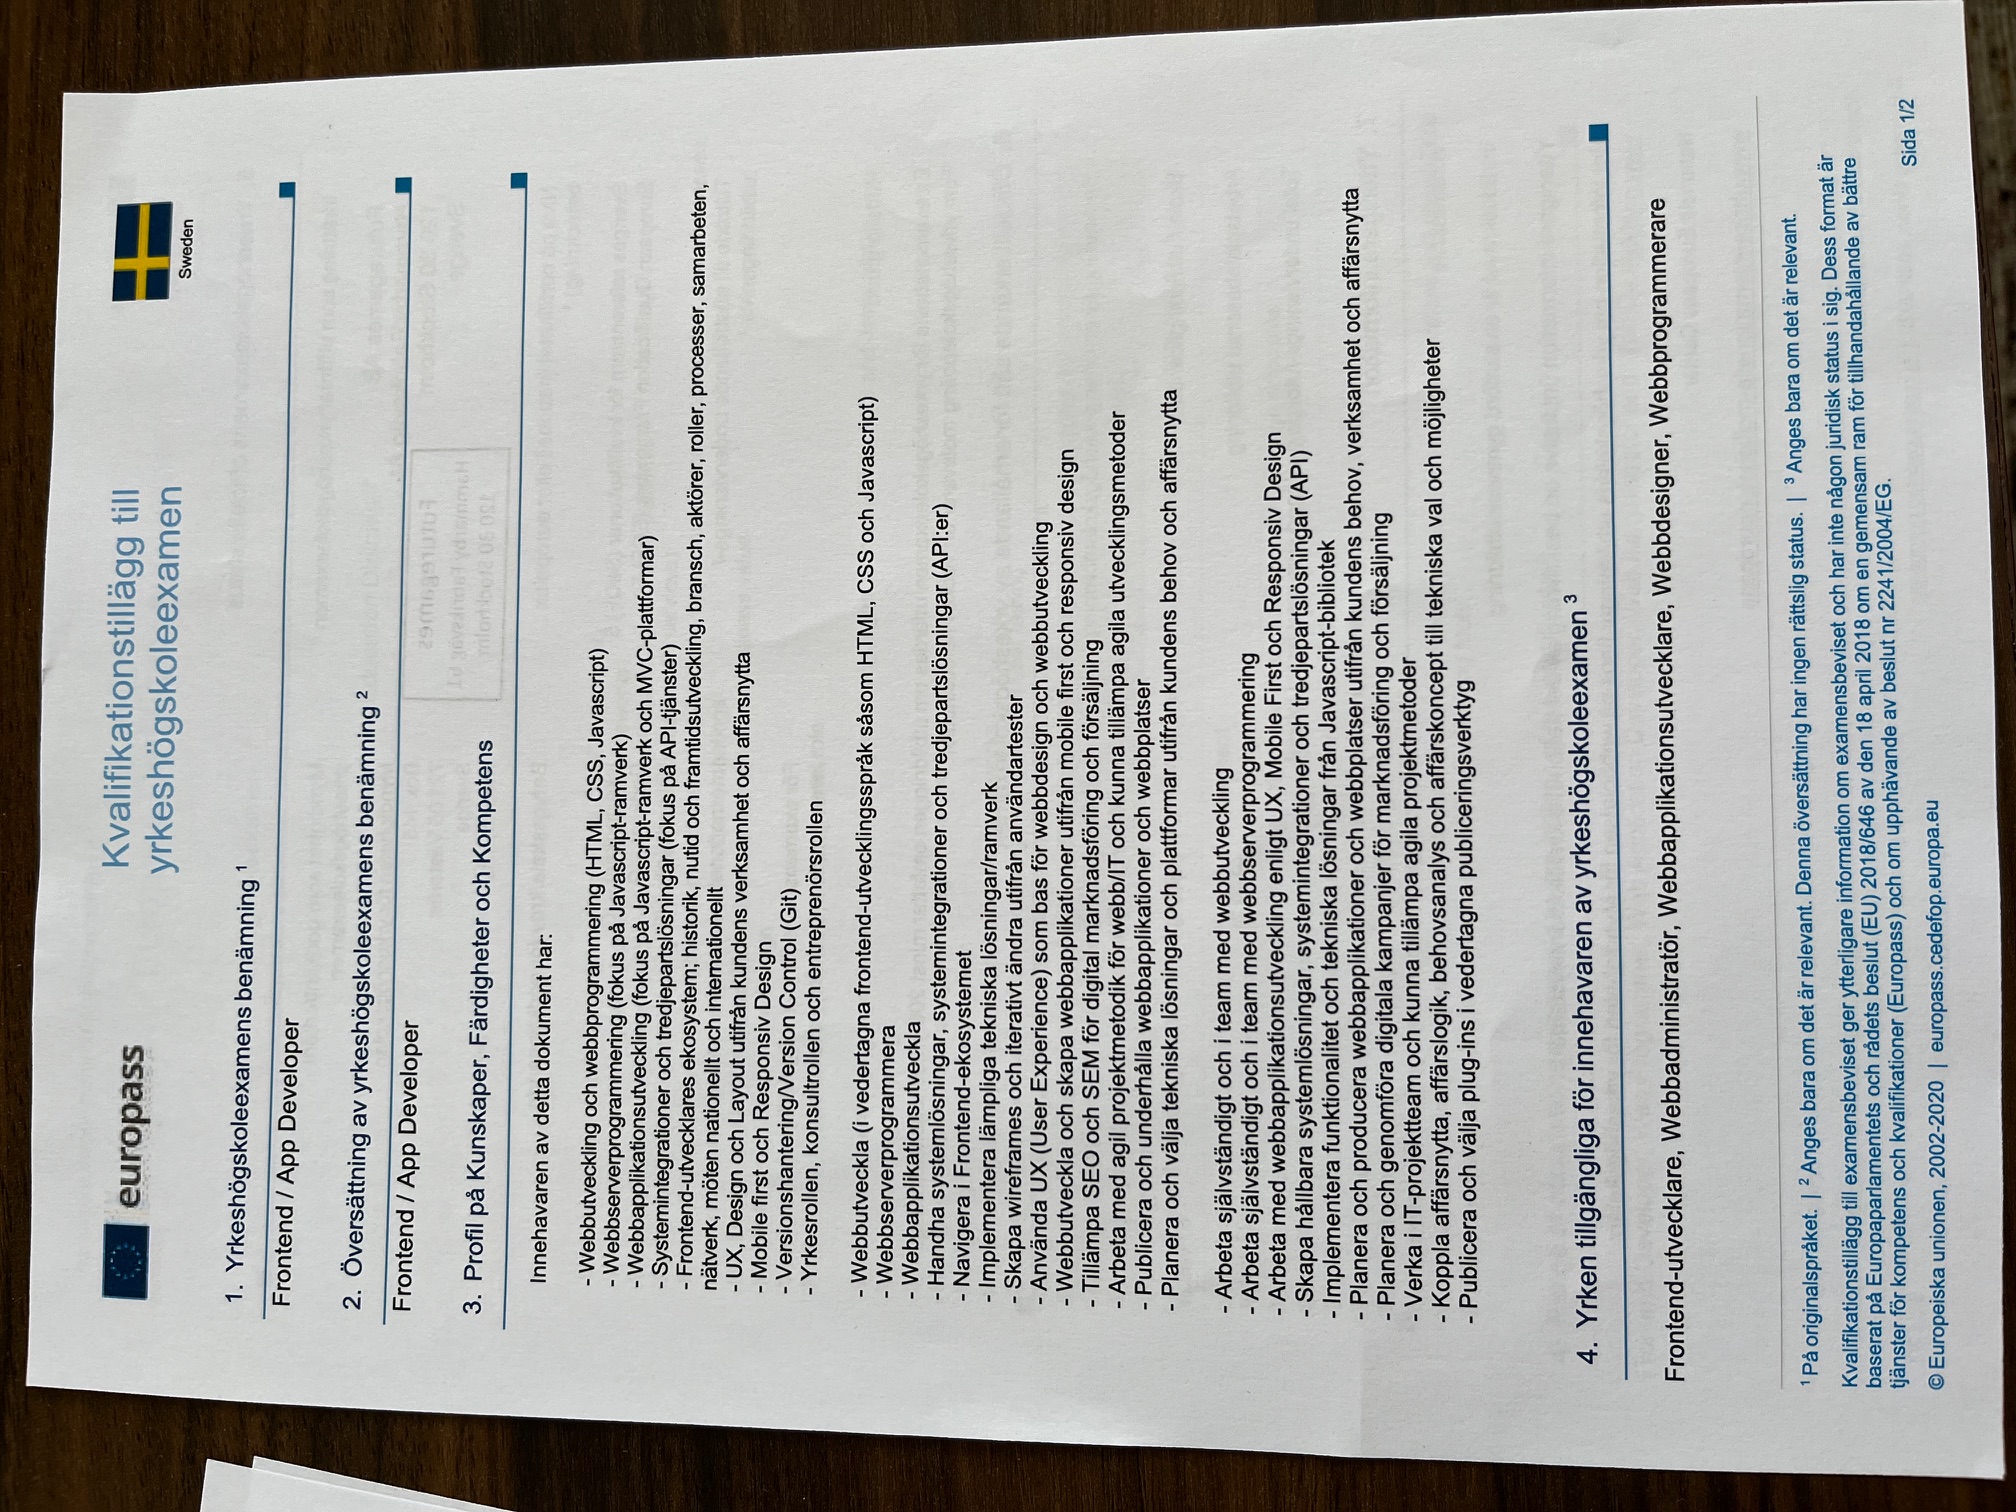 europass
Kvalifikationstillägg till
yrkeshögskoleexamen
Sweden
1. Yrkeshögskoleexamens benämning 1
Frontend / App Developer
2. Översättning av yrkeshögskoleexamens benämning 2
Frontend / App Developer
Futuregames
Hammarby Fabriksväg 61
120 30 Stockholm
3. Profil på Kunskaper, Färdigheter och Kompetens
Innehavaren av detta dokument har:
- Webbutveckling och webbprogrammering (HTML, CSS, Javascript)
- Webbserverprogrammering (fokus på Javascript-ramverk)
- Webbapplikationsutveckling (fokus på Javascript-ramverk och MVC-plattformar)
- Systemintegrationer och tredjepartslösningar (fokus på API-tjänster)
- Frontend-utvecklares ekosystem; historik, nutid och framtidsutveckling, bransch, aktörer, roller, processer, samarbeten,
nätverk, möten nationellt och internationellt
- UX, Design och Layout utifrån kundens verksamhet och affärsnytta
- Mobile first och Responsiv Design
- Versionshantering/Version Control (Git)
- Yrkesrollen, konsultrollen och entreprenörsrollen
- Webbutveckla (i vedertagna frontend-utvecklingsspråk såsom HTML, CSS och Javascript)
- Webbserverprogrammera
- Webbapplikationsutveckla
- Handha systemlösningar, systemintegrationer och tredjepartslösningar (API:er)
- Navigera i Frontend-ekosystemet
- Implementera lämpliga tekniska lösningar/ramverk
- Skapa wireframes och iterativt ändra utifrån användartester
- Använda UX (User Experience) som bas för webbdesign och webbutveckling
- Webbutveckla och skapa webbapplikationer utifrån mobile first och responsiv design
- Tillämpa SEO och SEM för digital marknadsföring och försäljning
- Arbeta med agil projektmetodik för webb/IT och kunna tillämpa agila utvecklingsmetoder
- Publicera och underhålla webbapplikationer och webbplatser
- Planera och välja tekniska lösningar och plattformar utifrån kundens behov och affärsnytta
- Arbeta självständigt och i team med webbutveckling
- Arbeta självständigt och i team med webbserverprogrammering
- Arbeta med webbapplikationsutveckling enligt UX, Mobile First och Responsiv Design
- Skapa hållbara systemlösningar, systemintegrationer och tredjepartslösningar (API)
- Implementera funktionalitet och tekniska lösningar från Javascript-bibliotek
- Planera och producera webbapplikationer och webbplatser utifrån kundens behov, verksamhet och affärsnytta
- Planera och genomföra digitala kampanjer för marknadsföring och försäljning
- Verka i IT-projektteam och kunna tillämpa agila projektmetoder
- Koppla affärsnytta, affärslogik, behovsanalys och affärskoncept till tekniska val och möjligheter
- Publicera och välja plug-ins i vedertagna publiceringsverktyg
4. Yrken tillgängliga för innehavaren av yrkeshögskoleexamen 3
Frontend-utvecklare, Webbadministratör, Webbapplikationsutvecklare, Webbdesigner, Webbprogrammerare
1 På originalspråket. | 2 Anges bara om det är relevant. Denna översättning har ingen rättslig status. | 3 Anges bara om det är relevant.
Kvalifikationstillägg till examensbeviset ger ytterligare information om examensbeviset och har inte någon juridisk status i sig. Dess format är
baserat på Europaparlamentets och rådets beslut (EU) 2018/646 av den 18 april 2018 om en gemensam ram för tillhandahållande av bättre
tjänster för kompetens och kvalifikationer (Europass) och om upphävande av beslut nr 2241/2004/EG.
Sida 1/2
© Europeiska unionen, 2002-2020 | europass.cedefop.europa.eu